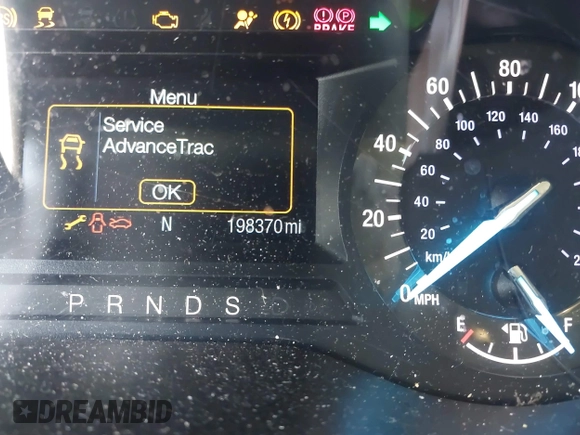 BRAKE
Menu
Service
AdvanceTrac
OK
N 198370mi
P R N D S
0 20 40 60 80
20 40 60 80 100 120 140 160 180
km/
MPH
E F
DREAMBID